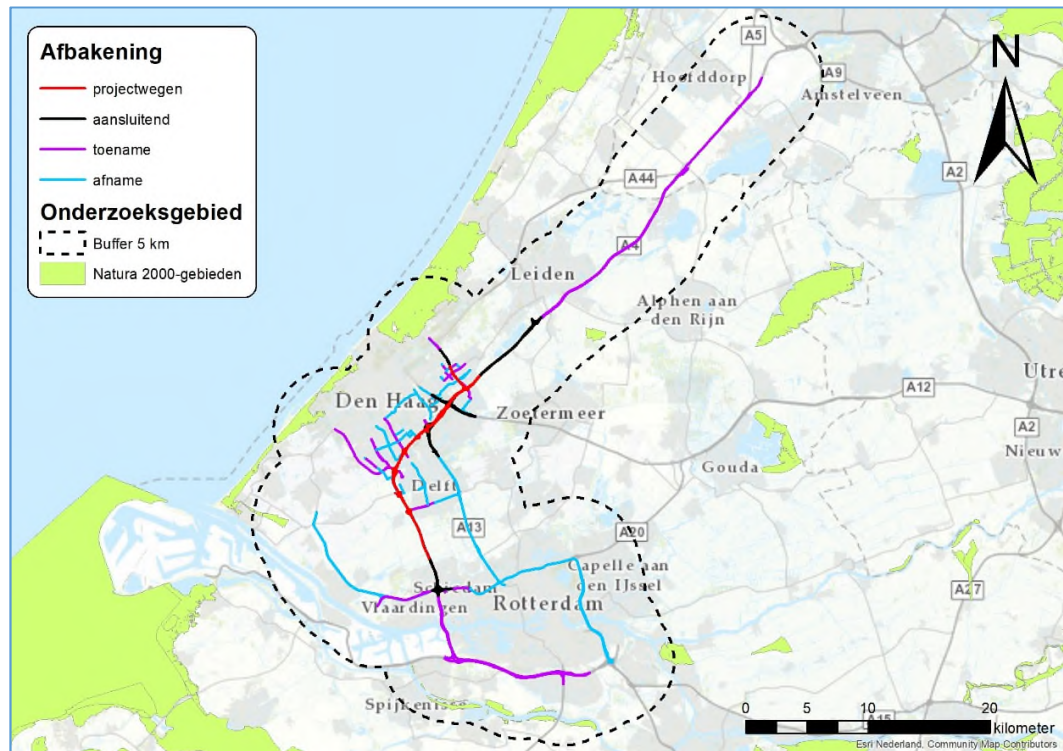 Afbakening
projectwegen
aansluitend
toename
afname
Onderzoeksgebied
Buffer 5 km
Natura 2000-gebieden
A5
N
Hoofddorp
A9
Amstelveen
A44
A2
A4
Leiden
Alphen aan
den Rijn
Utre
Den Haag
Zoetermeer
A12
A2
Nieuw
Gouda
Delft
A13
A20
Capelle aan
den IJssel
Schiedam
Vlaardingen
Rotterdam
A27
Spijkenisse
A15
0 5 10 20
kilometer
Esri Nederland, Community Map Contributors